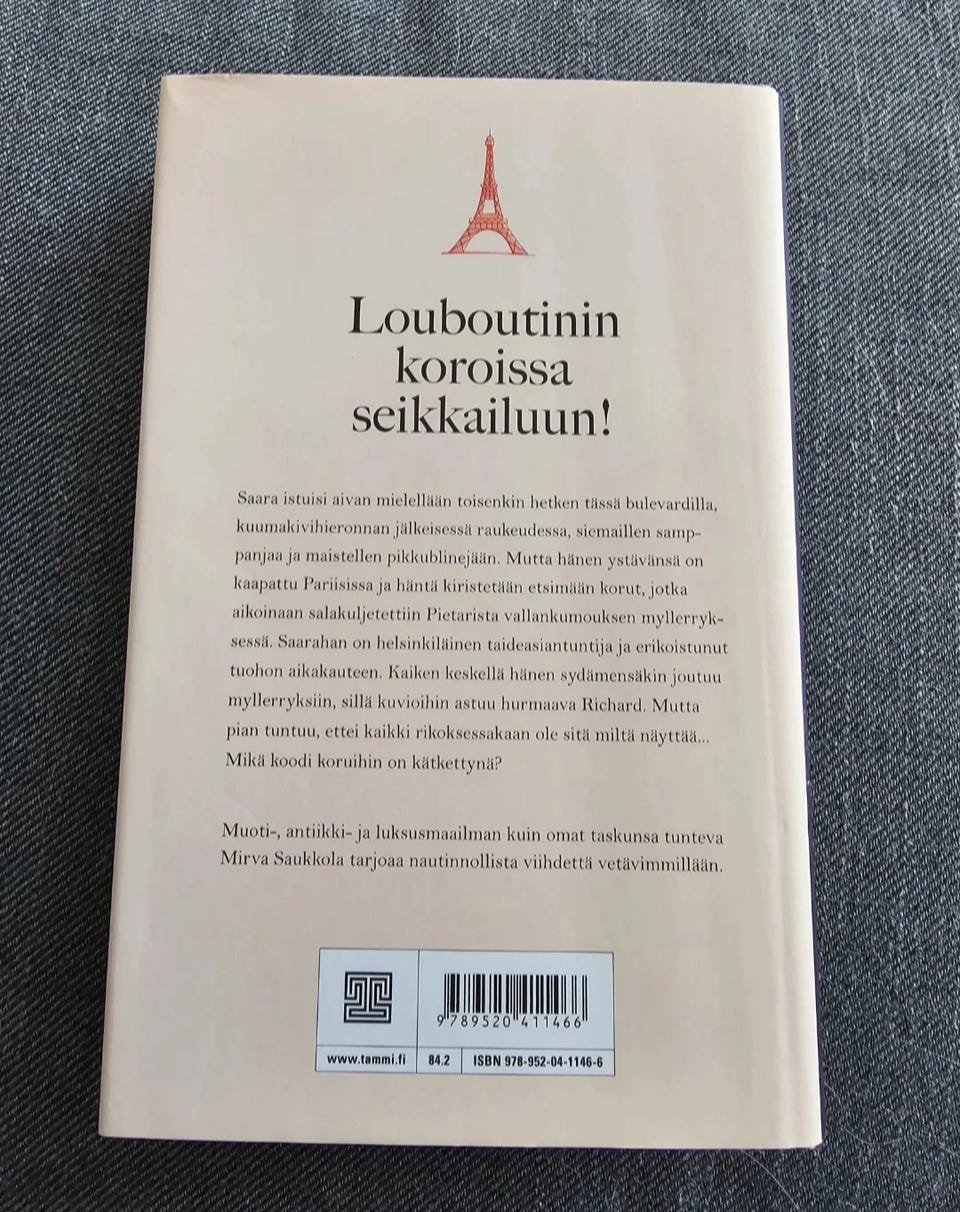 Louboutinin
koroissa
seikkailuun!
Saara istuisi aivan mielellään toisenkin hetken tässä bulevardilla,
kuumakivihieronnan jälkeisessä raukeudessa, siemaillen samp-
panjaa ja maistellen pikkublinejään. Mutta hänen ystävänsä on
kaapattu Pariisissa ja häntä kiristetään etsimään korut, jotka
aikoinaan salakuljetettiin Pietarista vallankumouksen myllerryk-
sessä. Saarahan on helsinkiläinen taideasiantuntija ja erikoistunut
tuohon aikakauteen. Kaiken keskellä hänen sydämensäkin joutuu
myllerryksiin, sillä kuvioihin astuu hurmaava Richard. Mutta
pian tuntuu, ettei kaikki rikoksessakaan ole sitä miltä näyttää...
Mikä koodi koruihin on kätkettynä?
Muoti-, antiikki- ja luksusmaailman kuin omat taskunsa tunteva
Mirva Saukkola tarjoaa nautinnollista viihdettä vetävimmillään.
9 789520 411466
www.tammi.fi 84.2 ISBN 978-952-04-1146-6